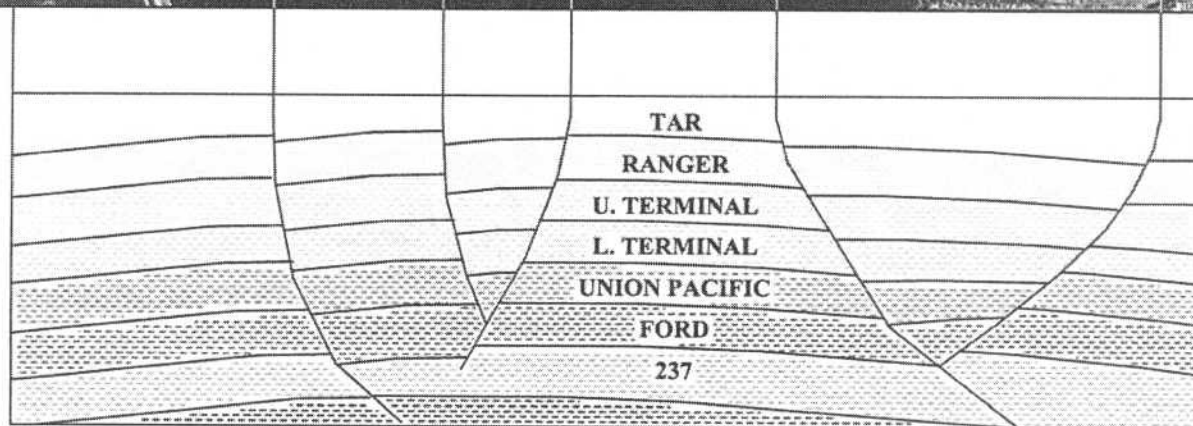 TAR
RANGER
U. TERMINAL
L. TERMINAL
UNION PACIFIC
FORD
237